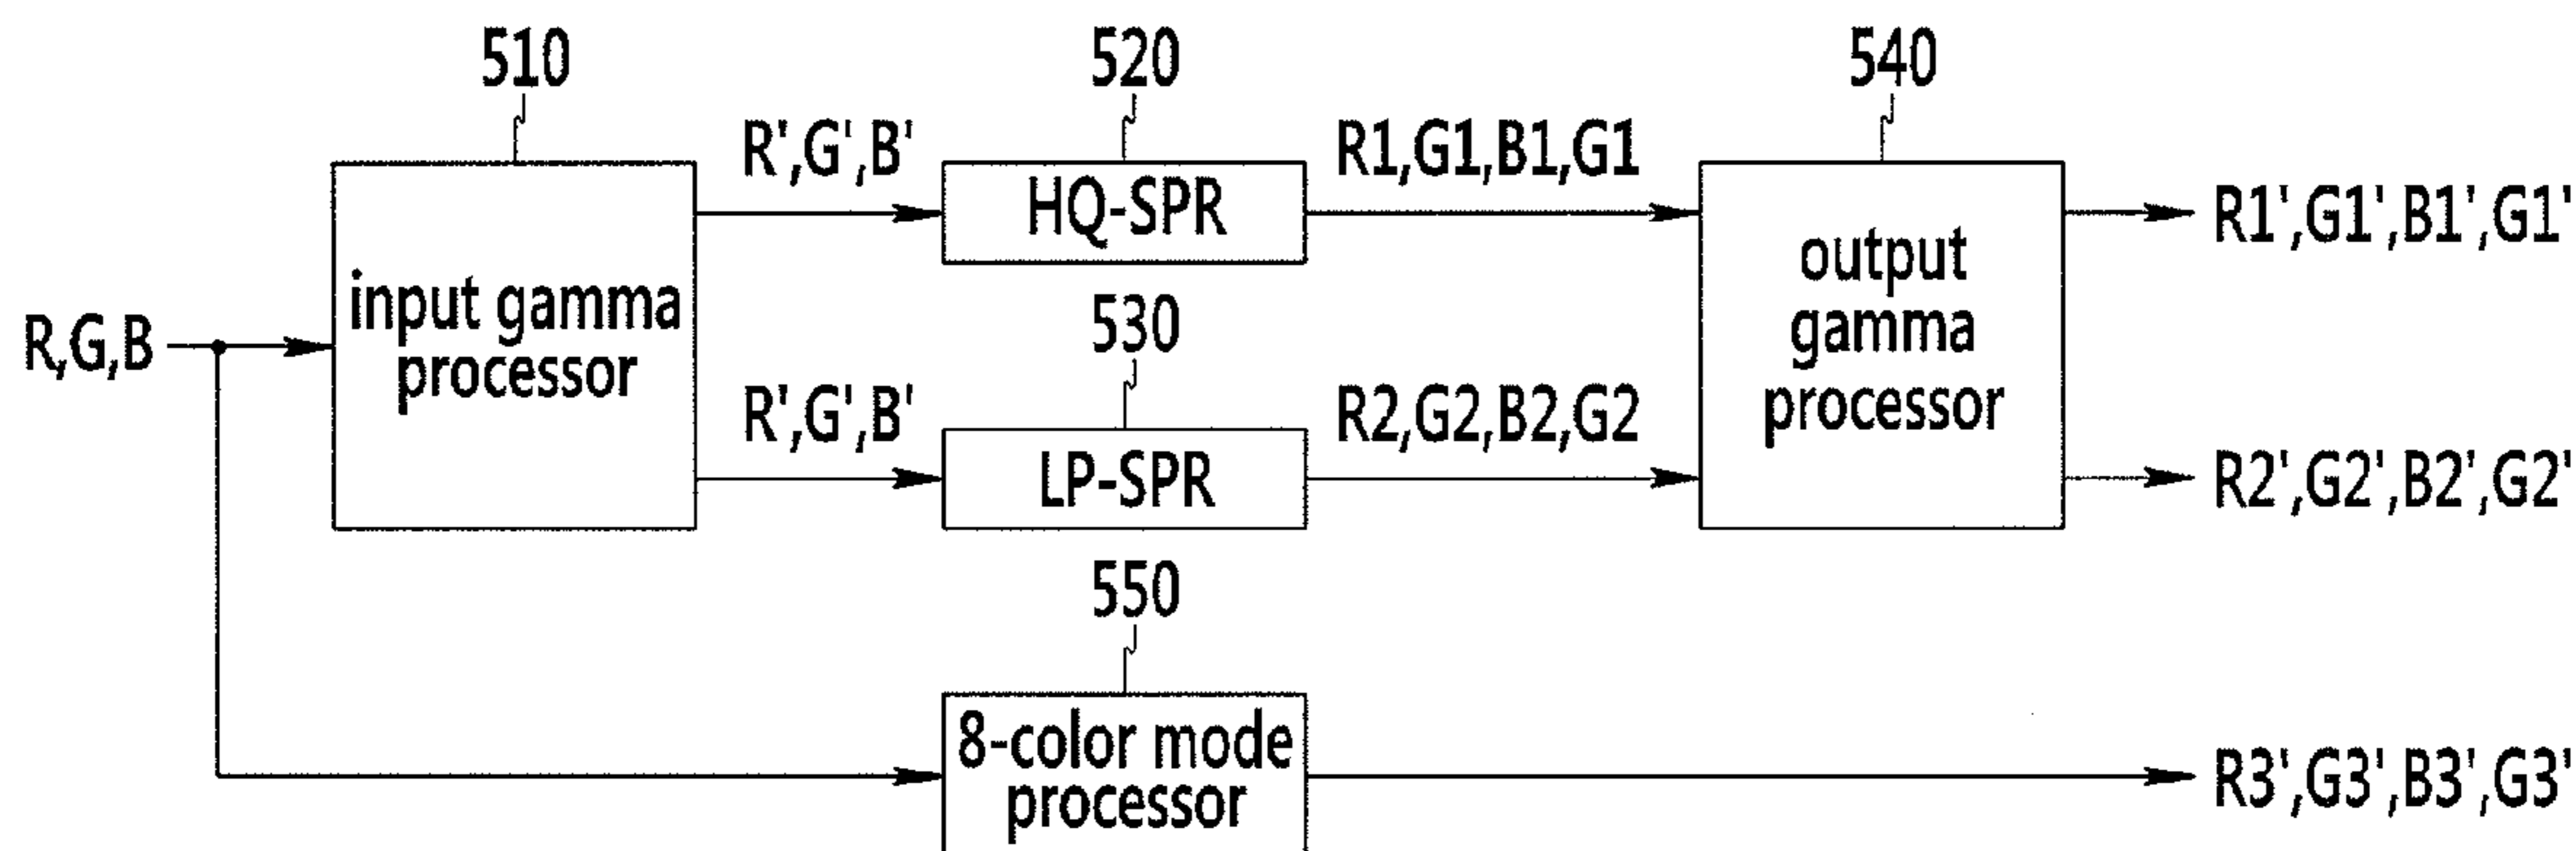 510
520
540
R',G',B'
R1,G1,B1,G1
HQ-SPR
R1',G1',B1',G1'
input gamma
processor
output
gamma
processor
R,G,B
530
R',G',B'
R2,G2,B2,G2
LP-SPR
R2',G2',B2',G2'
550
8-color mode
processor
R3',G3',B3',G3'